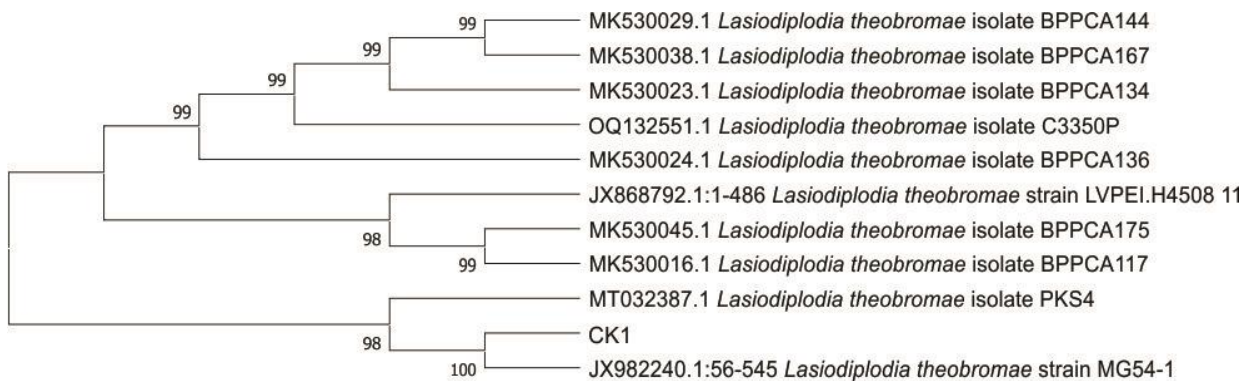 99
MK530029.1 Lasiodiplodia theobromae isolate BPPCA144
99
MK530038.1 Lasiodiplodia theobromae isolate BPPCA167
99
MK530023.1 Lasiodiplodia theobromae isolate BPPCA134
99
OQ132551.1 Lasiodiplodia theobromae isolate C3350P
MK530024.1 Lasiodiplodia theobromae isolate BPPCA136
JX868792.1:1-486 Lasiodiplodia theobromae strain LVPEI.H4508 11
98
MK530045.1 Lasiodiplodia theobromae isolate BPPCA175
99
MK530016.1 Lasiodiplodia theobromae isolate BPPCA117
MT032387.1 Lasiodiplodia theobromae isolate PKS4
98
CK1
100
JX982240.1:56-545 Lasiodiplodia theobromae strain MG54-1